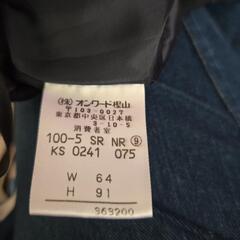 (株)オンワード樫山
〒103-0027
東京都中央区日本橋
3-10-5
消費者室
100-5 SR NR ⑨
KS 0241 075
W 64
H 91
363200